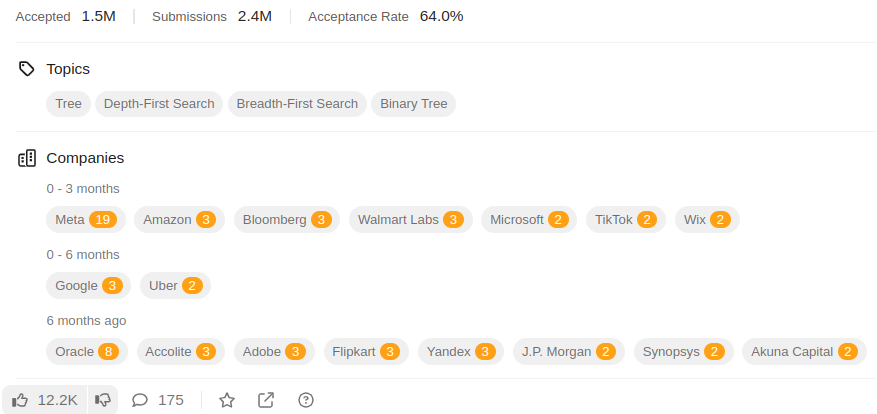 Accepted 1.5M Submissions 2.4M Acceptance Rate 64.0%
Topics
Tree Depth-First Search Breadth-First Search Binary Tree
Companies
0 - 3 months
Meta 19 Amazon 3 Bloomberg 3 Walmart Labs 3 Microsoft 2 TikTok 2 Wix 2
0 - 6 months
Google 3 Uber 2
6 months ago
Oracle 8 Accolite 3 Adobe 3 Flipkart 3 Yandex 3 J.P. Morgan 2 Synopsys 2 Akuna Capital 2
12.2K 175